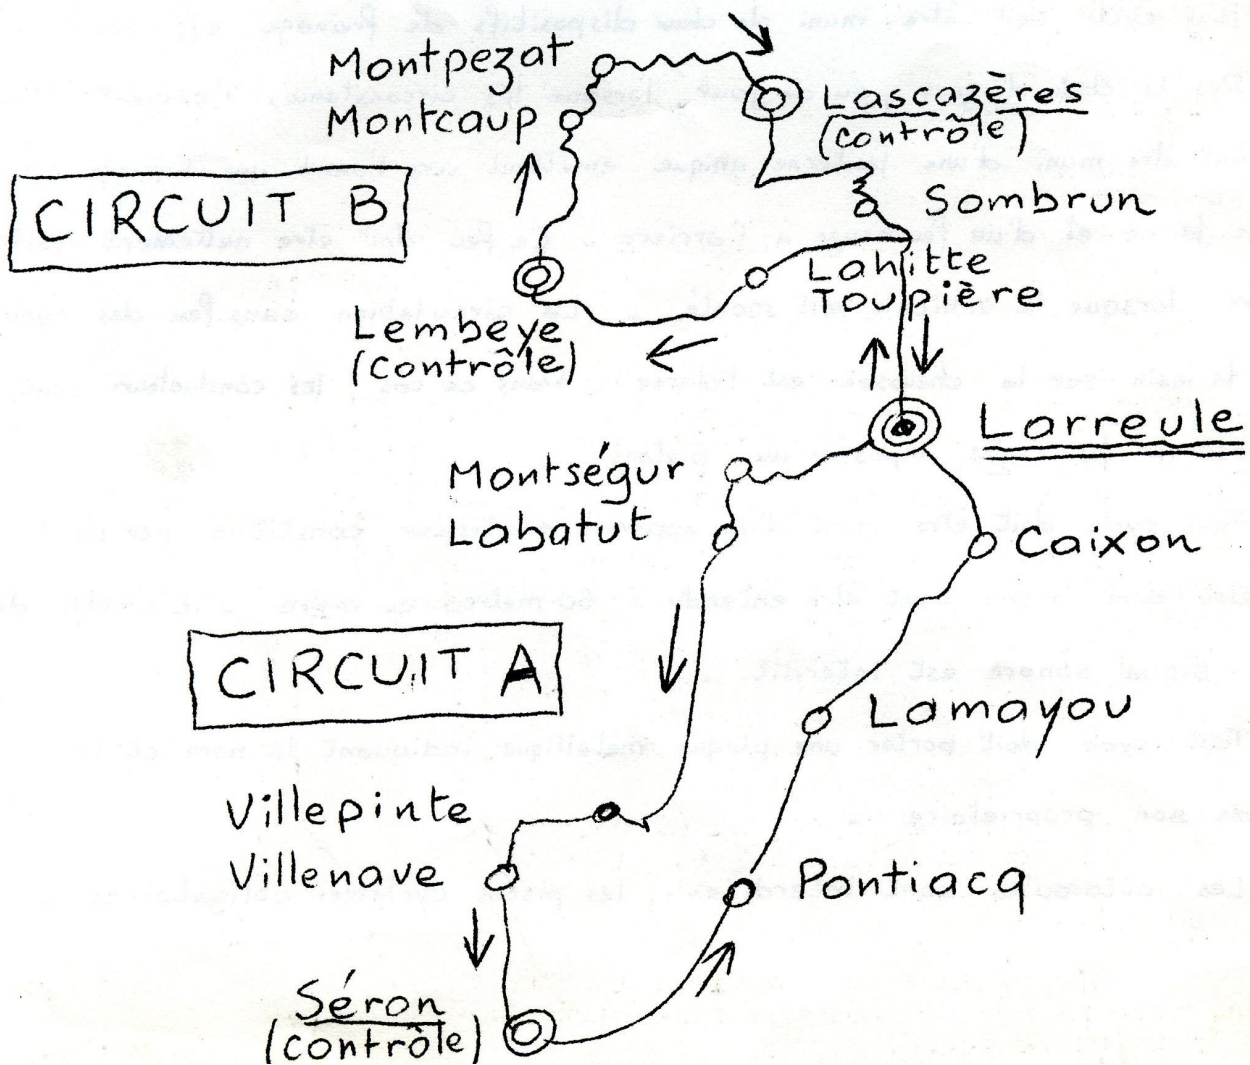 Montpezat
Montcaup
Lascazères
(contrôle)
CIRCUIT B
Sombrun
Lahitte
Toupière
Lembeye
(Contrôle)
Larreule
Montségur
Labatut
Caixon
CIRCUIT A
Lamayou
Villepinte
Villenave
Pontiacq
Séron
(contrôle)